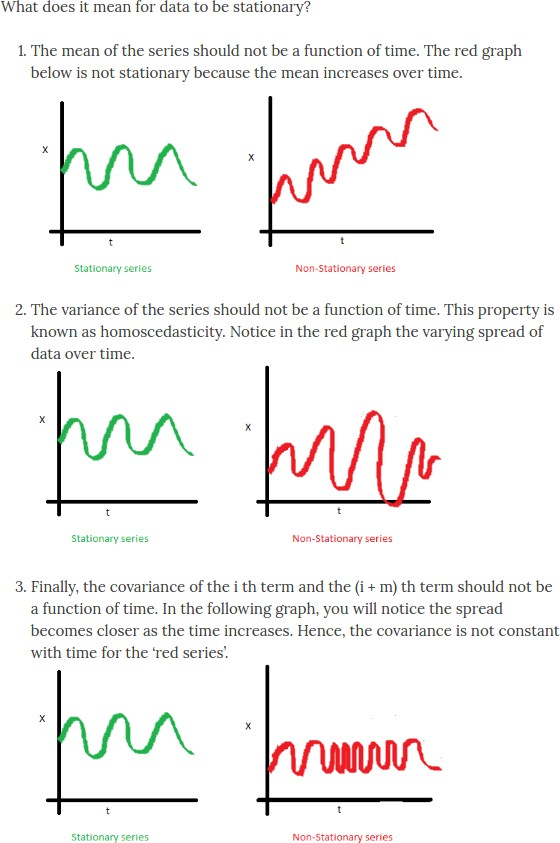 What does it mean for data to be stationary?
1. The mean of the series should not be a function of time. The red graph
below is not stationary because the mean increases over time.
x
x
t
t
Stationary series
Non-Stationary series
2. The variance of the series should not be a function of time. This property is
known as homoscedasticity. Notice in the red graph the varying spread of
data over time.
x
x
t
t
Stationary series
Non-Stationary series
3. Finally, the covariance of the i th term and the (i + m) th term should not be
a function of time. In the following graph, you will notice the spread
becomes closer as the time increases. Hence, the covariance is not constant
with time for the ‘red series’.
x
x
t
t
Stationary series
Non-Stationary series